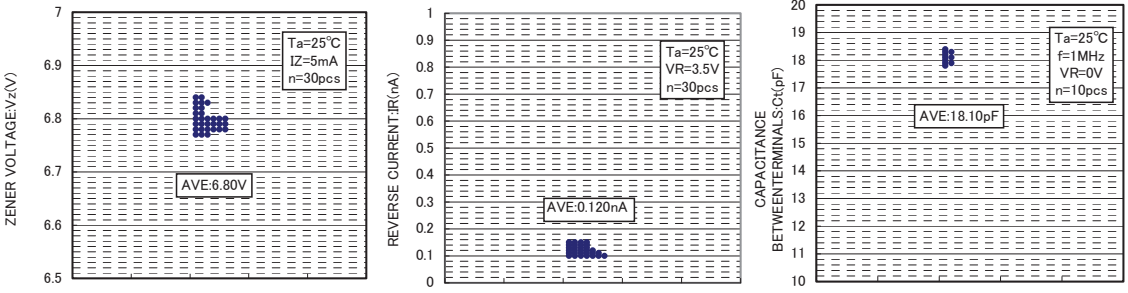 ZENER VOLTAGE:Vz(V)
7
6.9
6.8
6.7
6.6
6.5
Ta=25°C
IZ=5mA
n=30pcs
AVE:6.80V
REVERSE CURRENT:IR(nA)
1
0.9
0.8
0.7
0.6
0.5
0.4
0.3
0.2
0.1
0
Ta=25°C
VR=3.5V
n=30pcs
AVE:0.120nA
CAPACITANCE
BETWEENTERMINALS:Ct(pF)
20
19
18
17
16
15
14
13
12
11
10
Ta=25°C
f=1MHz
VR=0V
n=10pcs
AVE:18.10pF